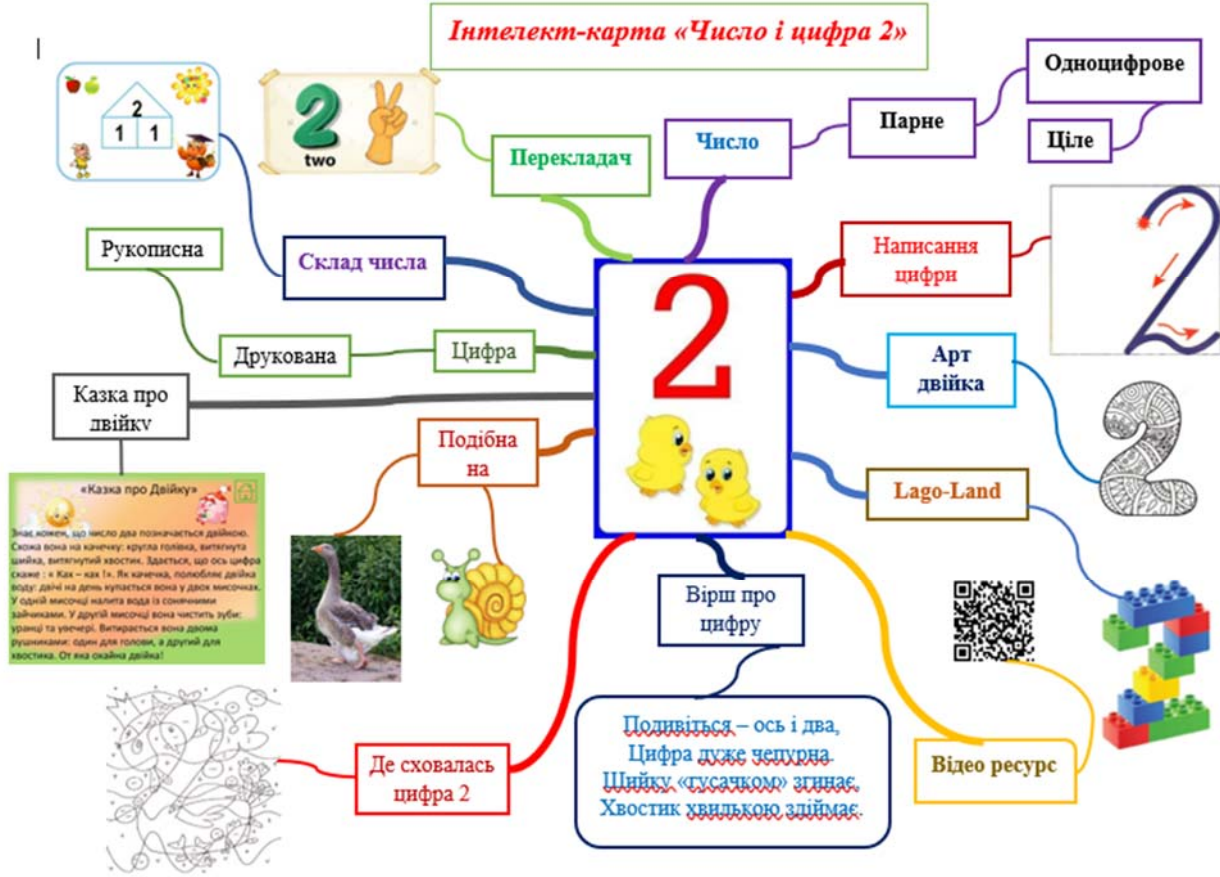 Інтелект-карта «Число і цифра 2»
2
1 1
2
two
Перекладач
Число
Парне
Одноцифрове
Ціле
Рукописна
Склад числа
Написання
цифри
2
Друкована
Цифра
2
Арт
двійка
2
Казка про
двійку
Подібна
на
Lago-Land
«Казка про Двійку»
Знає кожен, що число два позначається двійкою.
Схожа вона на качечку: кругла голівка, витягнута
шийка, витягнутий хвостик. Здається, що ось цифра
скаже : « Ках – ках !». Як качечка, полюбляє двійка
воду: двічі на день купається вона у двох мисочках.
У одній мисочці налита вода із сонячними
зайчиками. У другій мисочці вона чистить зуби:
уранці та увечері. Витирається вона двома
рушниками: один для голови, а другий для
хвостика. От яка охайна двійка!
Вірш про
цифру
Подивіться – ось і два,
Цифра дуже чепурна.
Шийку «гусачком» згинає,
Хвостик хвилькою здіймає.
Де сховалась
цифра 2
Відео ресурс